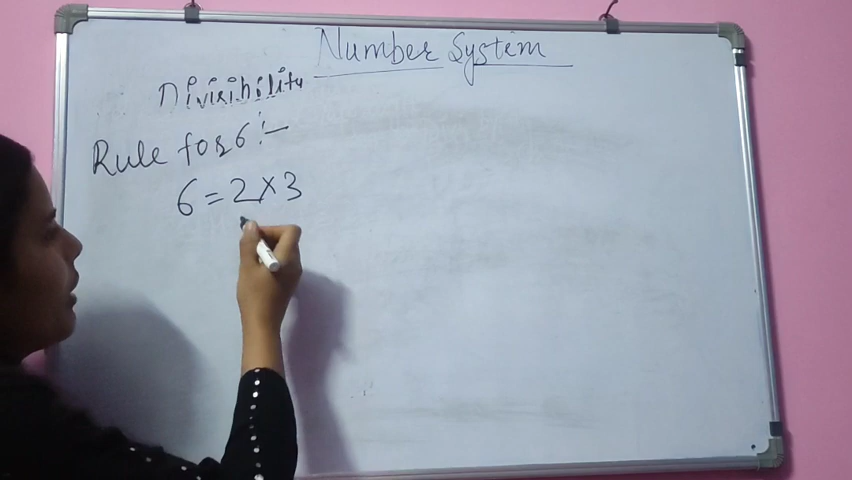 Number System
Divisibility
Rule for 6 :-
6 = 2 × 3